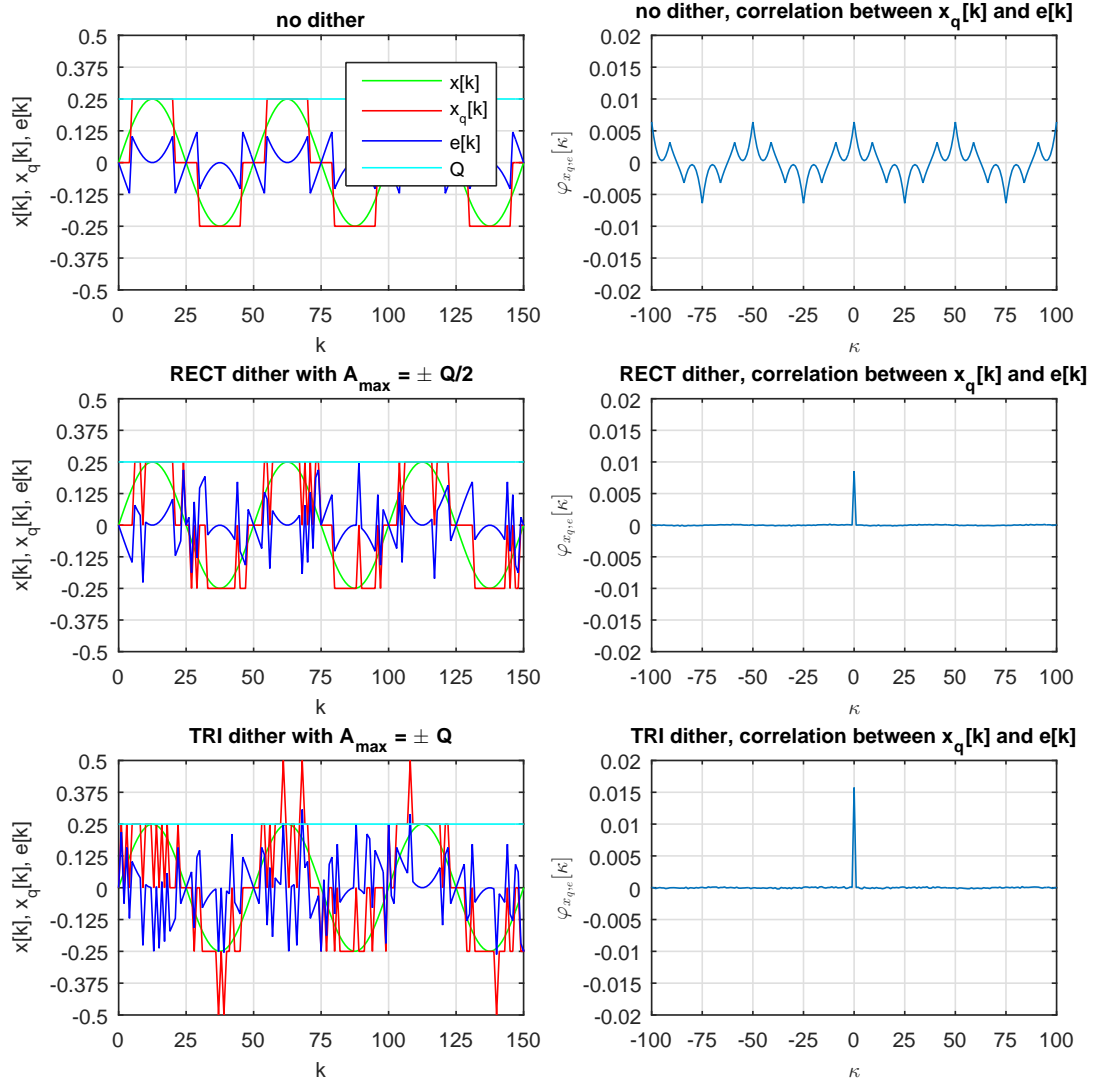 no dither
0.5
0.375
0.25
0.125
0
-0.125
-0.25
-0.375
-0.5
x[k], x_q[k], e[k]
x[k]
x_q[k]
e[k]
Q
0 25 50 75 100 125 150
k
no dither, correlation between x_q[k] and e[k]
0.02
0.015
0.01
0.005
0
-0.005
-0.01
-0.015
-0.02
φ_{x_q,e}[κ]
-100 -75 -50 -25 0 25 50 75 100
κ
RECT dither with A_max = ± Q/2
0.5
0.375
0.25
0.125
0
-0.125
-0.25
-0.375
-0.5
x[k], x_q[k], e[k]
0 25 50 75 100 125 150
k
RECT dither, correlation between x_q[k] and e[k]
0.02
0.015
0.01
0.005
0
-0.005
-0.01
-0.015
-0.02
φ_{x_q,e}[κ]
-100 -75 -50 -25 0 25 50 75 100
κ
TRI dither with A_max = ± Q
0.5
0.375
0.25
0.125
0
-0.125
-0.25
-0.375
-0.5
x[k], x_q[k], e[k]
0 25 50 75 100 125 150
k
TRI dither, correlation between x_q[k] and e[k]
0.02
0.015
0.01
0.005
0
-0.005
-0.01
-0.015
-0.02
φ_{x_q,e}[κ]
-100 -75 -50 -25 0 25 50 75 100
κ